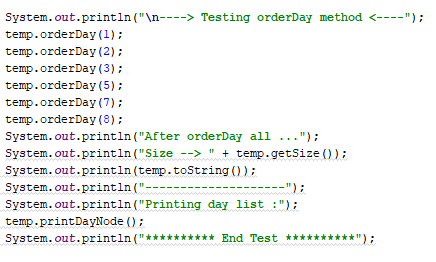 System.out.println("\n----> Testing orderDay method <----");
temp.orderDay(1);
temp.orderDay(2);
temp.orderDay(3);
temp.orderDay(5);
temp.orderDay(7);
temp.orderDay(8);
System.out.println("After orderDay all ...");
System.out.println("Size --> " + temp.getSize());
System.out.println(temp.toString());
System.out.println("--------------------");
System.out.println("Printing day list :");
temp.printDayNode();
System.out.println("********** End Test **********");